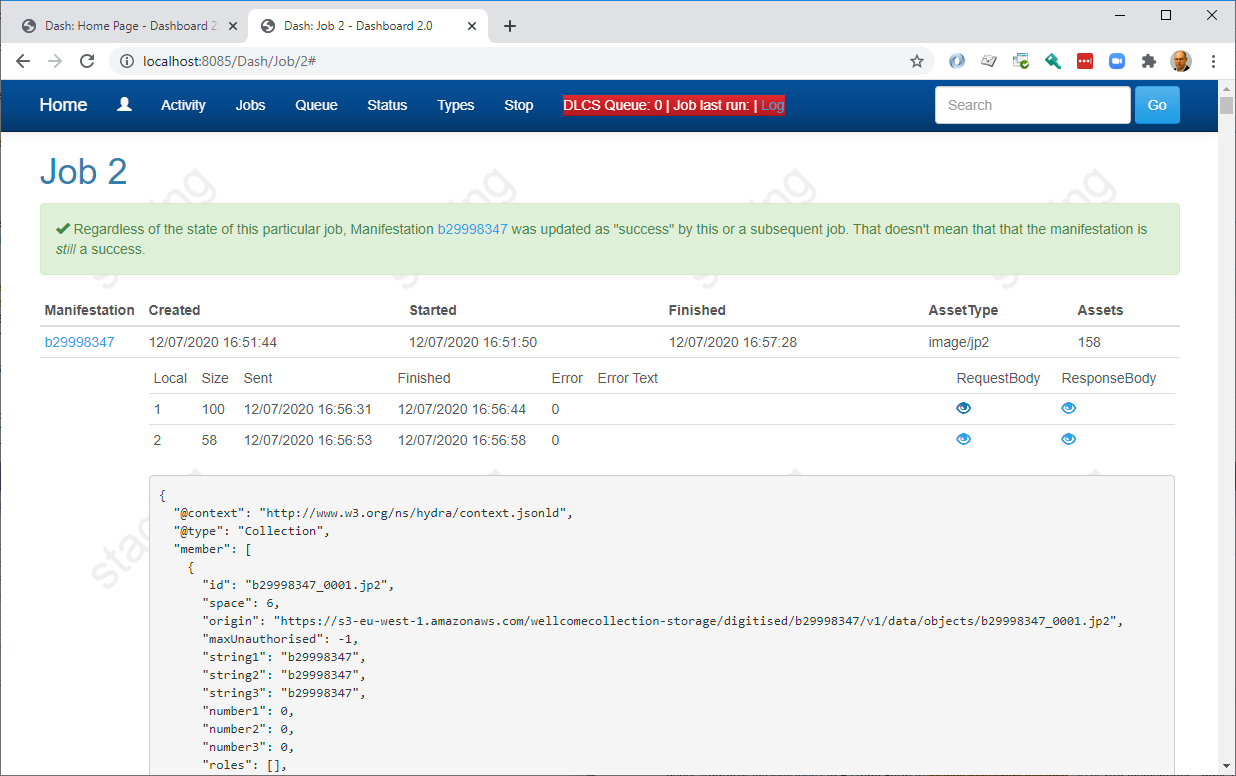 Dash: Home Page - Dashboard 2.
Dash: Job 2 - Dashboard 2.0
localhost:8085/Dash/Job/2#
Home Activity Jobs Queue Status Types Stop DLCS Queue: 0 | Job last run: | Log Search Go
Job 2
Regardless of the state of this particular job, Manifestation b29998347 was updated as "success" by this or a subsequent job. That doesn't mean that that the manifestation is
still a success.
Manifestation Created Started Finished AssetType Assets
b29998347 12/07/2020 16:51:44 12/07/2020 16:51:50 12/07/2020 16:57:28 image/jp2 158
Local Size Sent Finished Error Error Text RequestBody ResponseBody
1 100 12/07/2020 16:56:31 12/07/2020 16:56:44 0
2 58 12/07/2020 16:56:53 12/07/2020 16:56:58 0
{
"@context": "http://www.w3.org/ns/hydra/context.jsonld",
"@type": "Collection",
"member": [
{
"id": "b29998347_0001.jp2",
"space": 6,
"origin": "https://s3-eu-west-1.amazonaws.com/wellcomecollection-storage/digitised/b29998347/v1/data/objects/b29998347_0001.jp2",
"maxUnauthorised": -1,
"string1": "b29998347",
"string2": "b29998347",
"string3": "b29998347",
"number1": 0,
"number2": 0,
"number3": 0,
"roles": [],